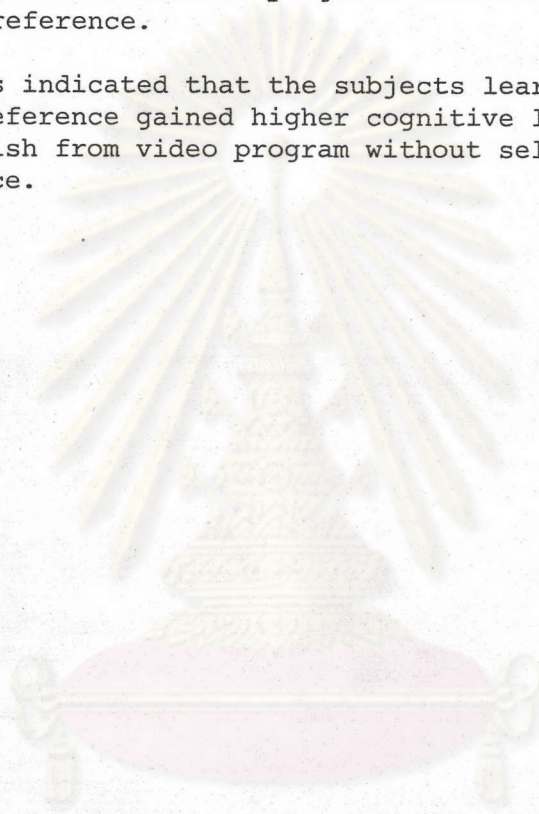 reference.
s indicated that the subjects lear
eference gained higher cognitive l
ish from video program without sel
ce.